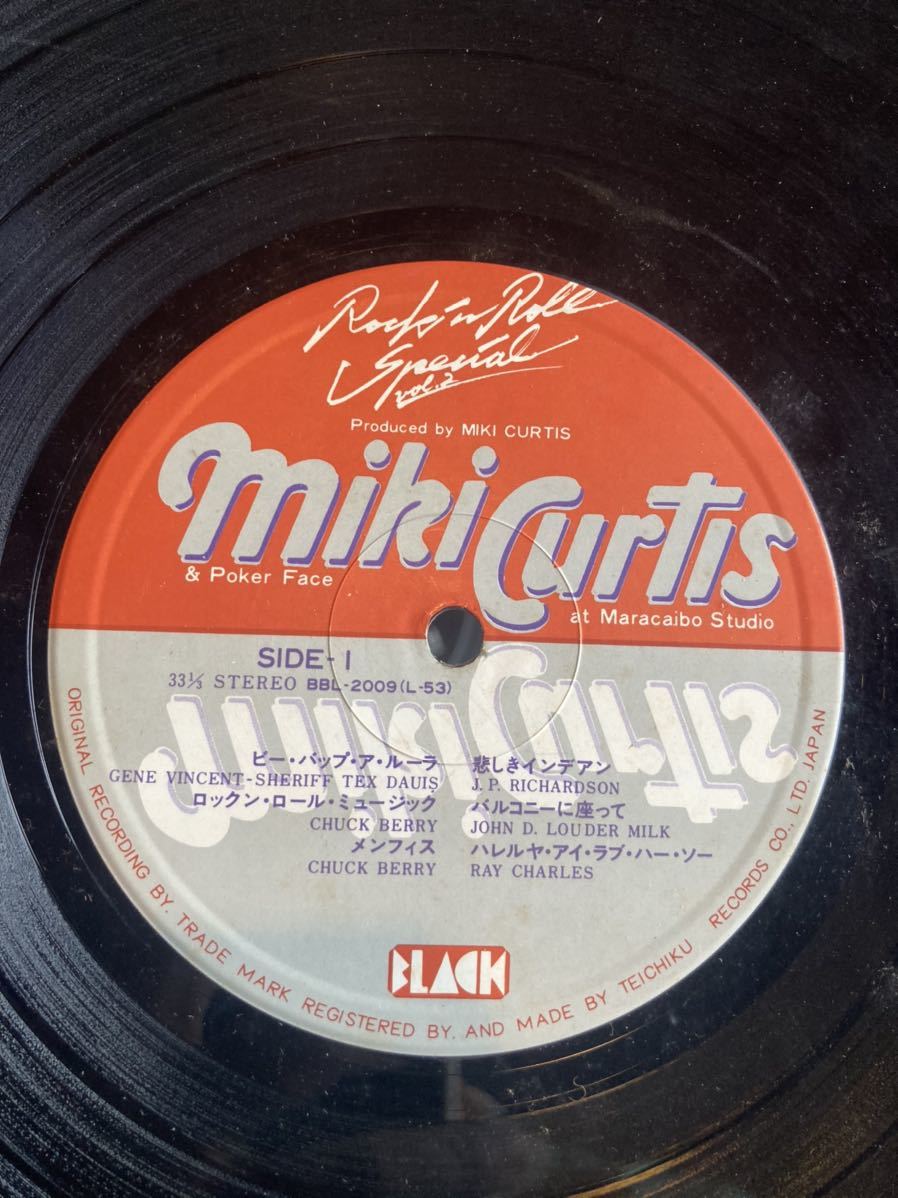 Rock'n Roll
Special
vol.2
Produced by MIKI CURTIS
miki Curtis
& Poker Face
at Maracaibo Studio
SIDE-1
33⅓ STEREO BBL-2009(L-53)
ビー・バップ・ア・ルーラ
GENE VINCENT-SHERIFF TEX DAUIS
ロックン・ロール・ミュージック
CHUCK BERRY
メンフィス
CHUCK BERRY
悲しきインデアン
J.P. RICHARDSON
バルコニーに座って
JOHN D. LOUDER MILK
ハレルヤ・アイ・ラブ・ハー・ソー
RAY CHARLES
BLACK
ORIGINAL RECORDING BY. TRADE MARK REGISTERED BY. AND MADE BY TEICHIKU RECORDS CO., LTD. JAPAN